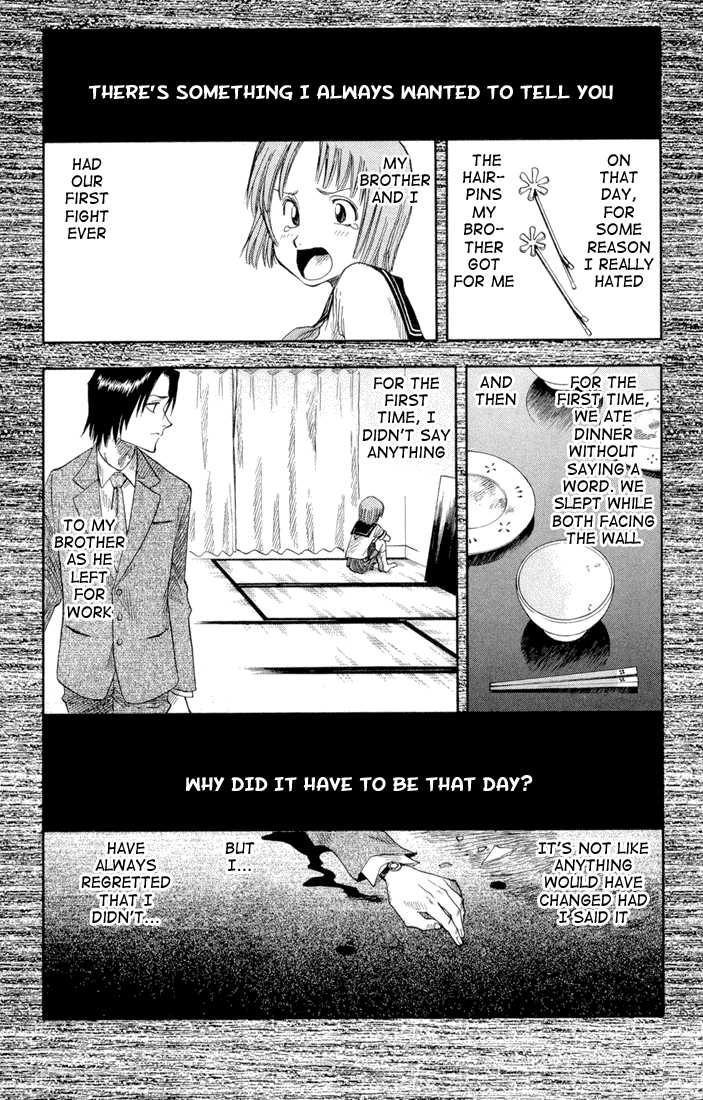 THERE'S SOMETHING I ALWAYS WANTED TO TELL YOU
ON
THAT
DAY,
FOR
SOME
REASON
I REALLY
HATED
THE
HAIR-
PINS
MY
BRO-
THER
GOT
FOR ME
MY
BROTHER
AND I
HAD
OUR
FIRST
FIGHT
EVER
AND
THEN
FOR THE
FIRST TIME,
WE ATE
DINNER
WITHOUT
SAYING A
WORD. WE
SLEPT WHILE
BOTH FACING
THE WALL
FOR THE
FIRST
TIME, I
DIDN'T SAY
ANYTHING
TO MY
BROTHER
AS HE
LEFT
FOR
WORK
WHY DID IT HAVE TO BE THAT DAY?
IT'S NOT LIKE
ANYTHING
WOULD HAVE
CHANGED HAD
I SAID IT
BUT
I...
HAVE
ALWAYS
REGRETTED
THAT I
DIDN'T...